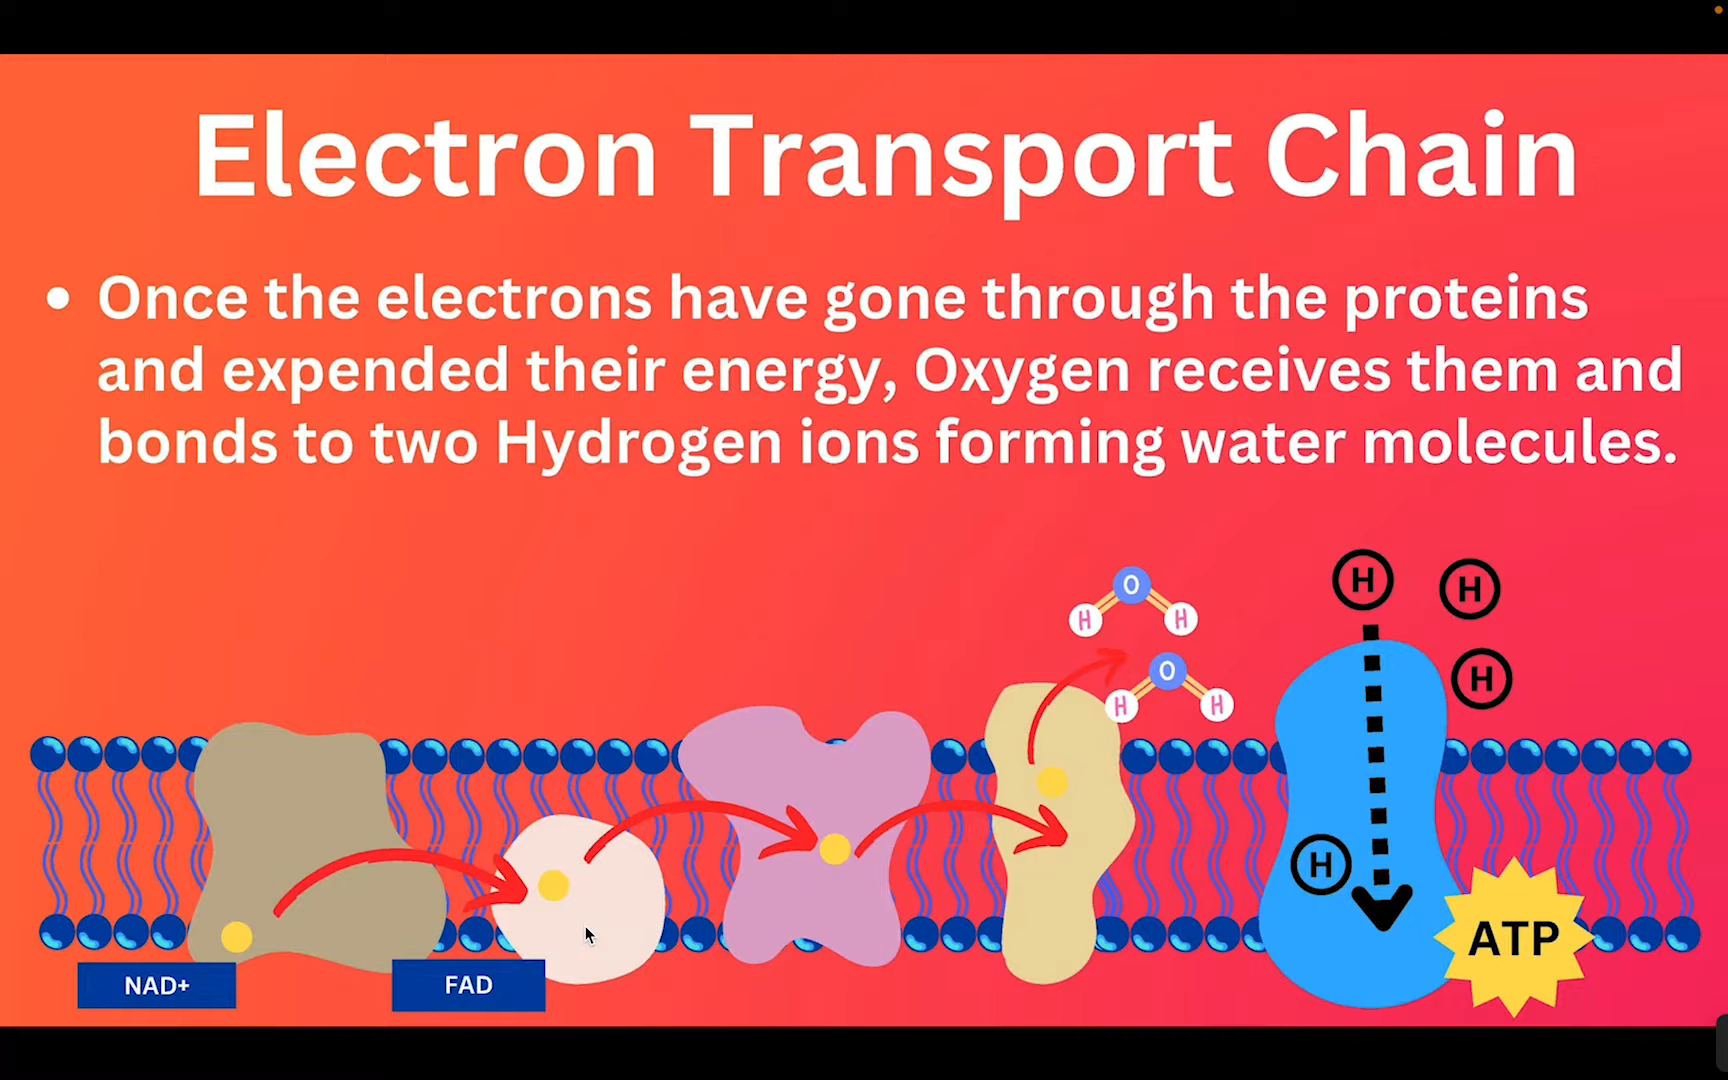 Electron Transport Chain
• Once the electrons have gone through the proteins
and expended their energy, Oxygen receives them and
bonds to two Hydrogen ions forming water molecules.
O
H H
O
H H
H
H
H
H
ATP
NAD+
FAD